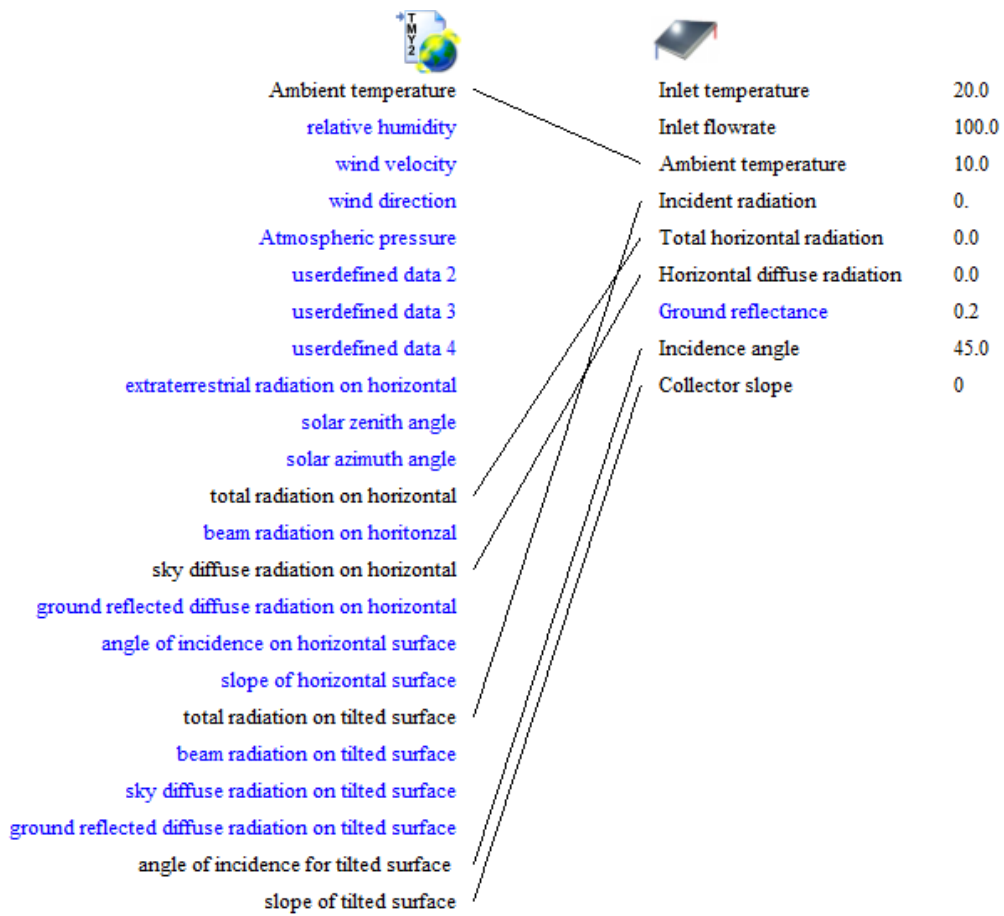 TMY2
Ambient temperature
relative humidity
wind velocity
wind direction
Atmospheric pressure
userdefined data 2
userdefined data 3
userdefined data 4
extraterrestrial radiation on horizontal
solar zenith angle
solar azimuth angle
total radiation on horizontal
beam radiation on horitonzal
sky diffuse radiation on horizontal
ground reflected diffuse radiation on horizontal
angle of incidence on horizontal surface
slope of horizontal surface
total radiation on tilted surface
beam radiation on tilted surface
sky diffuse radiation on tilted surface
ground reflected diffuse radiation on tilted surface
angle of incidence for tilted surface
slope of tilted surface
Inlet temperature 20.0
Inlet flowrate 100.0
Ambient temperature 10.0
Incident radiation 0.
Total horizontal radiation 0.0
Horizontal diffuse radiation 0.0
Ground reflectance 0.2
Incidence angle 45.0
Collector slope 0